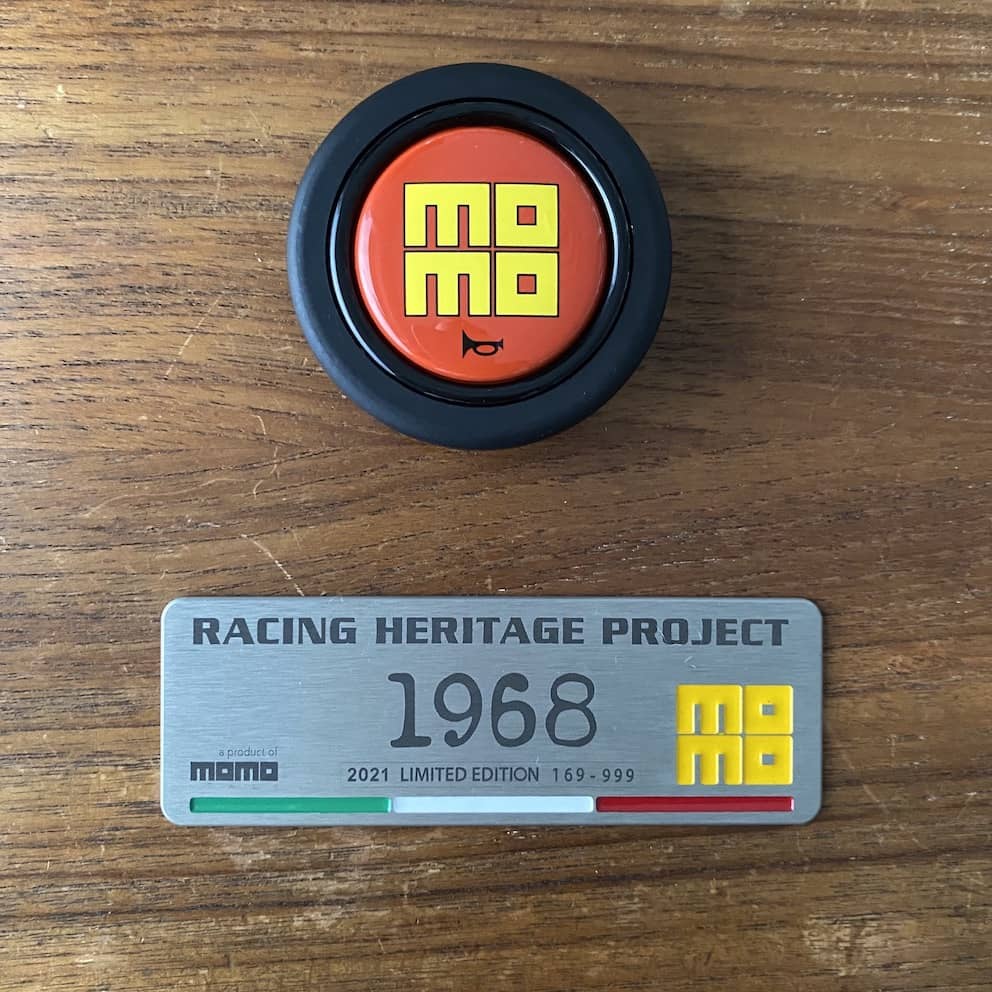 mo
mo
RACING HERITAGE PROJECT
1968
mo
mo
a product of
momo
2021 LIMITED EDITION 169-999